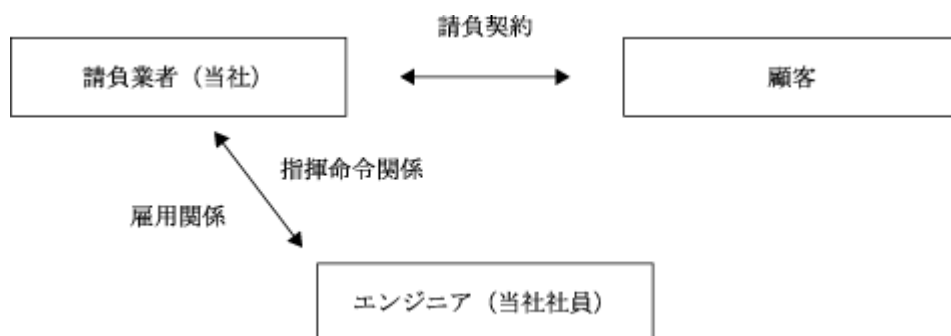 請負契約
請負業者（当社）
顧客
指揮命令関係
雇用関係
エンジニア（当社社員）